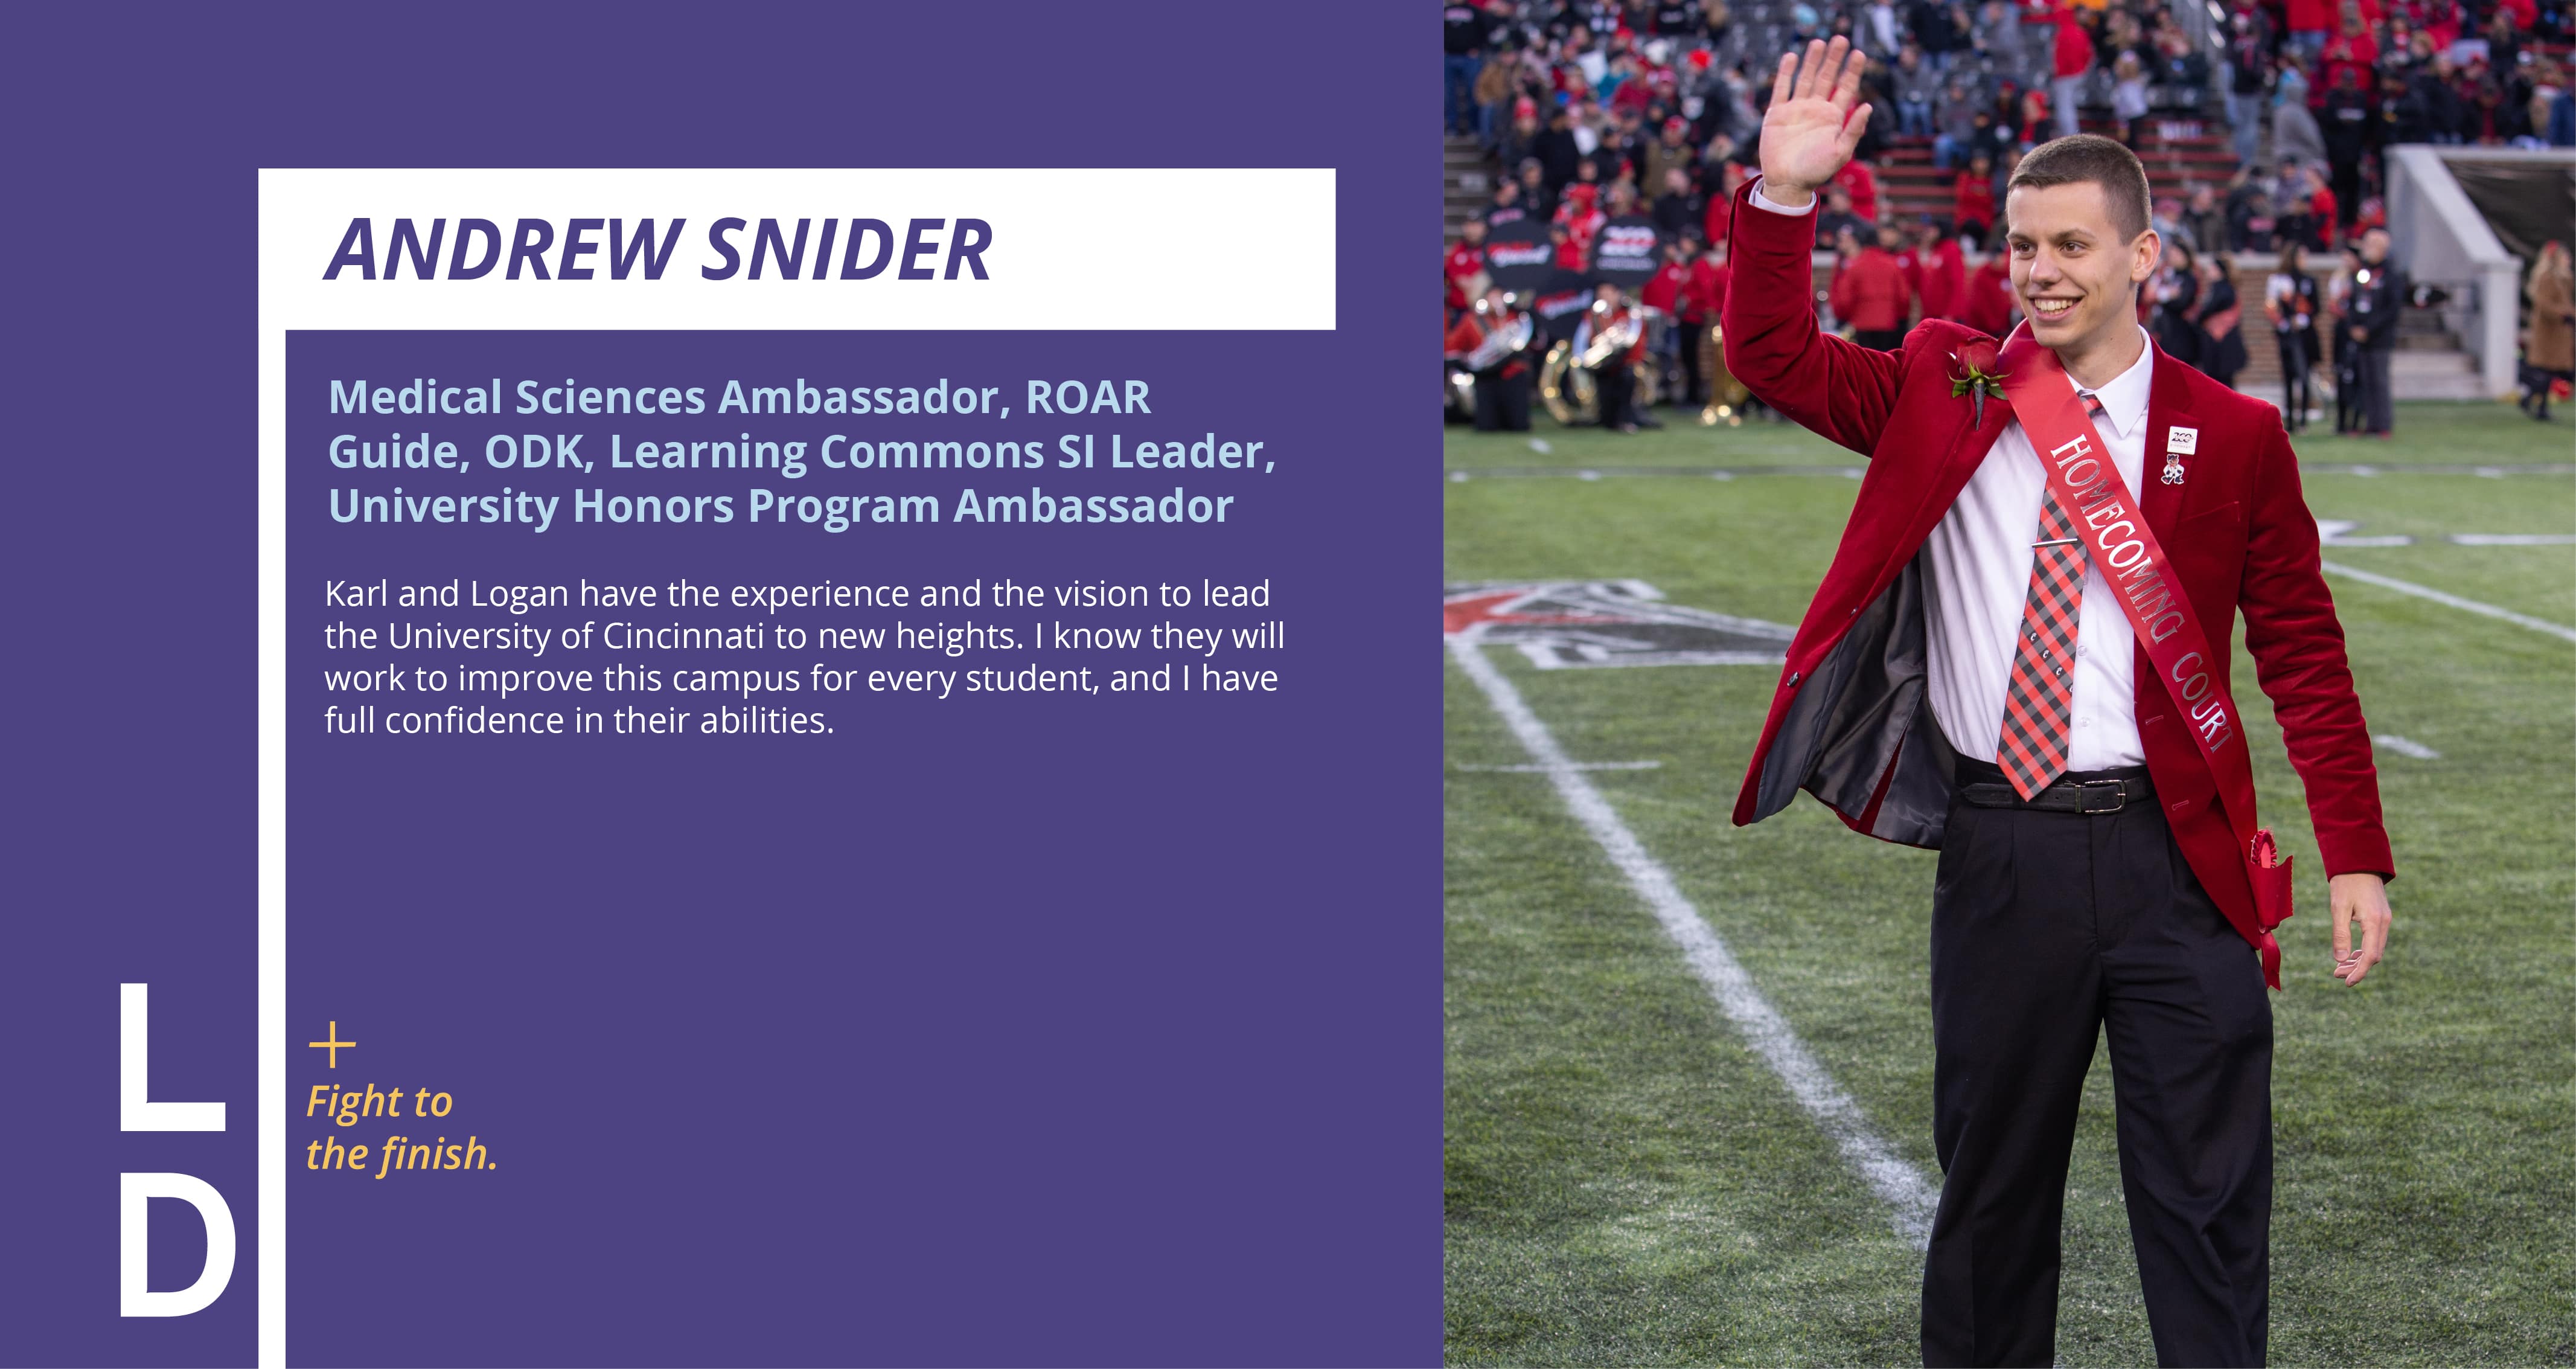 ANDREW SNIDER
Medical Sciences Ambassador, ROAR
Guide, ODK, Learning Commons SI Leader,
University Honors Program Ambassador
Karl and Logan have the experience and the vision to lead
the University of Cincinnati to new heights. I know they will
work to improve this campus for every student, and I have
full confidence in their abilities.
L
D
+
Fight to
the finish.
HOMECOMING COURT